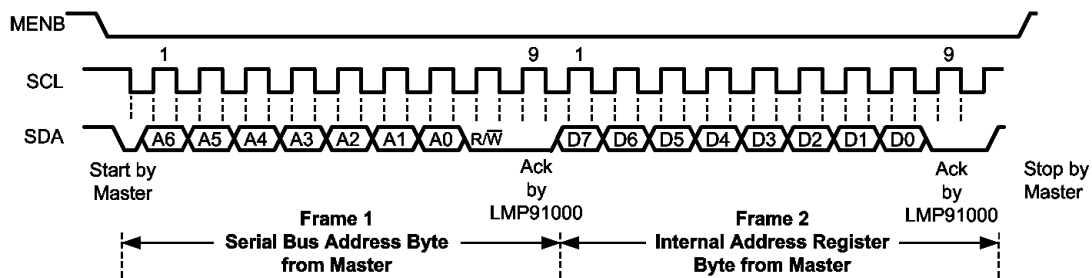 MENB
1 9 1 9
SCL
SDA A6 A5 A4 A3 A2 A1 A0 R/W̅ D7 D6 D5 D4 D3 D2 D1 D0
Start by
Master
Ack
by
LMP91000
Ack
by
LMP91000
Stop by
Master
Frame 1
Serial Bus Address Byte
from Master
Frame 2
Internal Address Register
Byte from Master